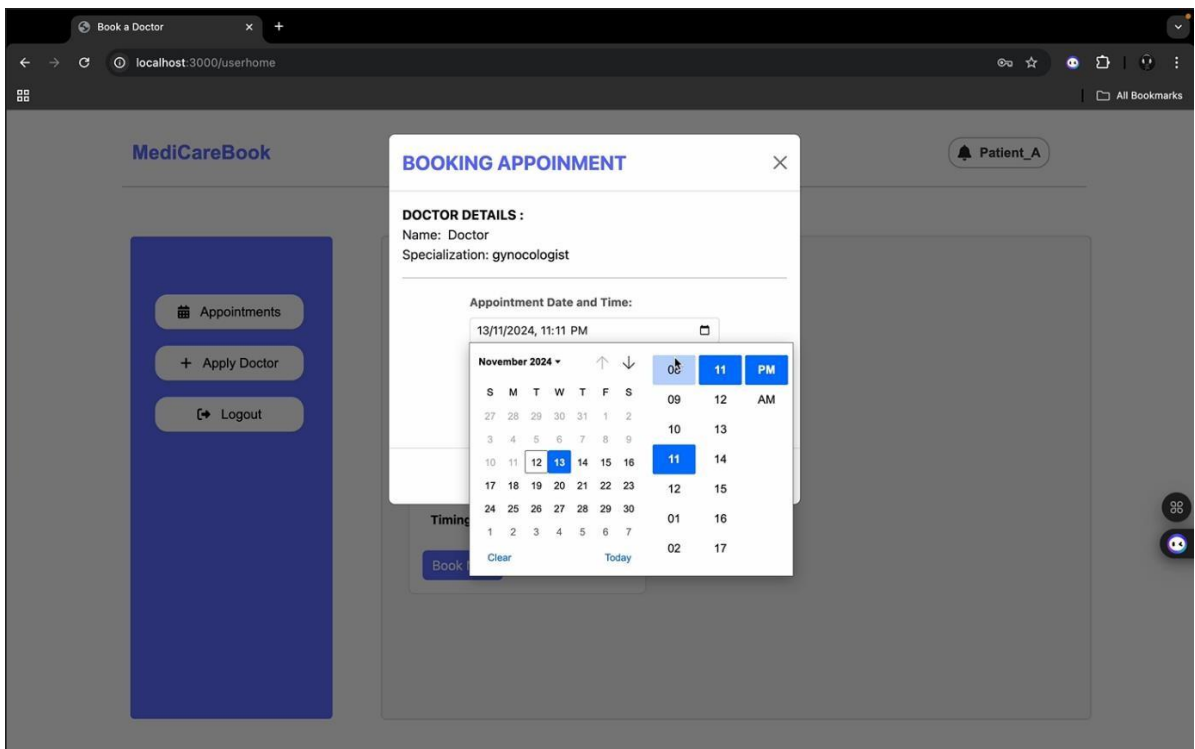 Book a Doctor
localhost:3000/userhome
All Bookmarks
MediCareBook
Patient_A
BOOKING APPOINMENT
DOCTOR DETAILS :
Name: Doctor
Specialization: gynocologist
Appointments
Apply Doctor
Logout
Appointment Date and Time:
13/11/2024, 11:11 PM
November 2024
S M T W T F S
27 28 29 30 31 1 2
3 4 5 6 7 8 9
10 11 12 13 14 15 16
17 18 19 20 21 22 23
24 25 26 27 28 29 30
1 2 3 4 5 6 7
Clear Today
08 11 PM
09 12 AM
10 13
11 14
12 15
01 16
02 17
Timing
Book